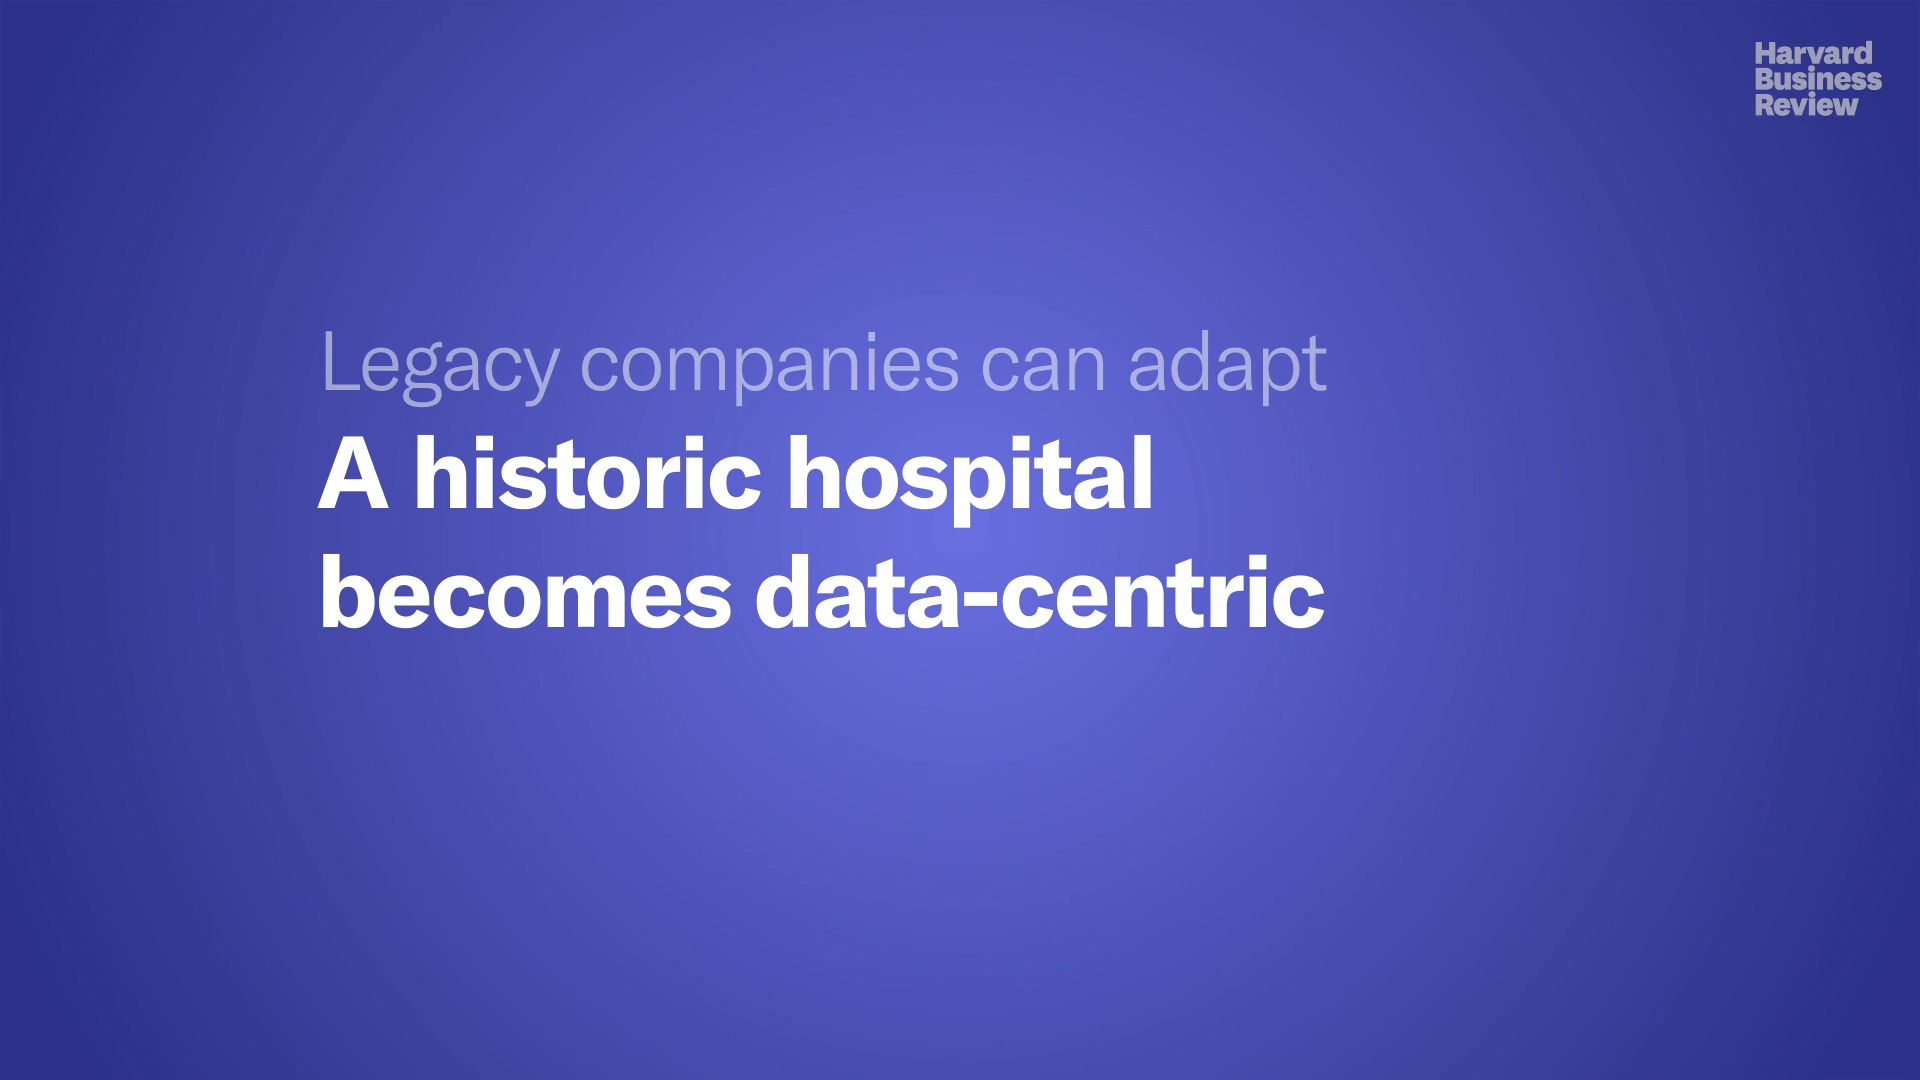 Harvard
Business
Review
Legacy companies can adapt
A historic hospital
becomes data-centric